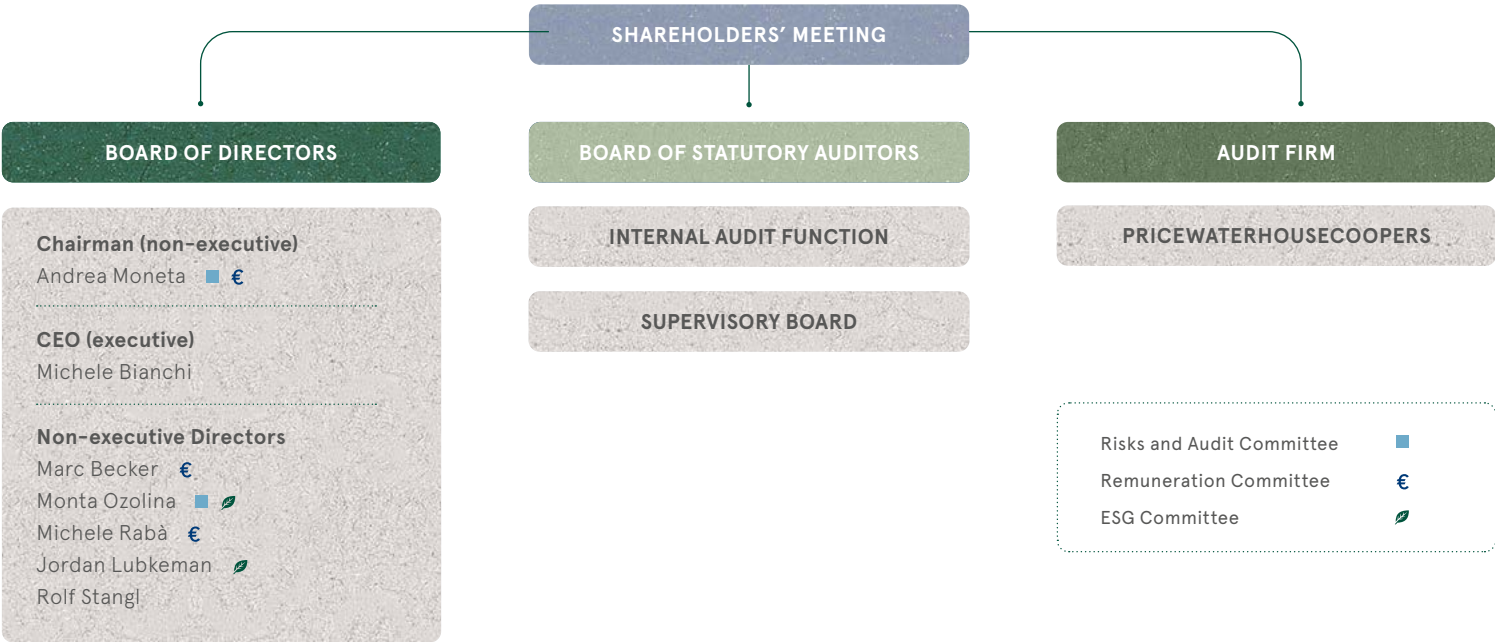 SHAREHOLDERS’ MEETING
BOARD OF DIRECTORS
Chairman (non-executive)
Andrea Moneta €
CEO (executive)
Michele Bianchi
Non-executive Directors
Marc Becker €
Monta Ozolina
Michele Rabà €
Jordan Lubkeman
Rolf Stangl
BOARD OF STATUTORY AUDITORS
INTERNAL AUDIT FUNCTION
SUPERVISORY BOARD
AUDIT FIRM
PRICEWATERHOUSECOOPERS
Risks and Audit Committee
Remuneration Committee €
ESG Committee